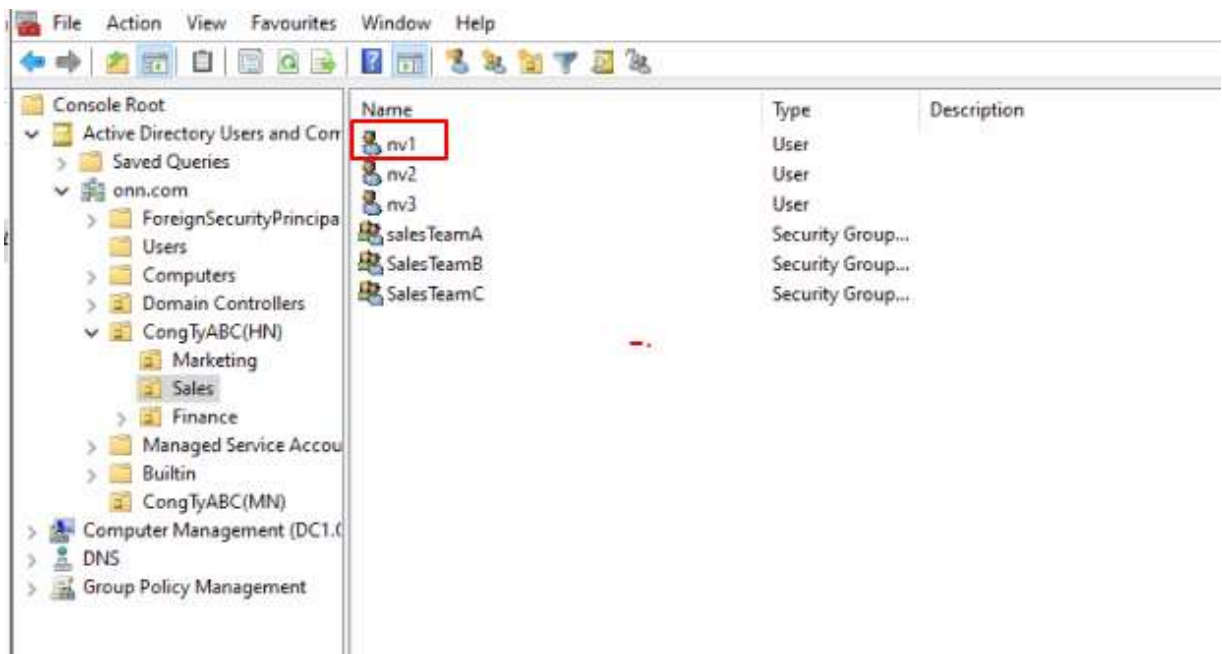 File Action View Favourites Window Help
Console Root
Active Directory Users and Com
Saved Queries
onn.com
ForeignSecurityPrincipa
Users
Computers
Domain Controllers
CongTyABC(HN)
Marketing
Sales
Finance
Managed Service Accou
Builtin
CongTyABC(MN)
Computer Management (DC1.
DNS
Group Policy Management
Name Type Description
nv1 User
nv2 User
nv3 User
salesTeamA Security Group...
SalesTeamB Security Group...
SalesTeamC Security Group...